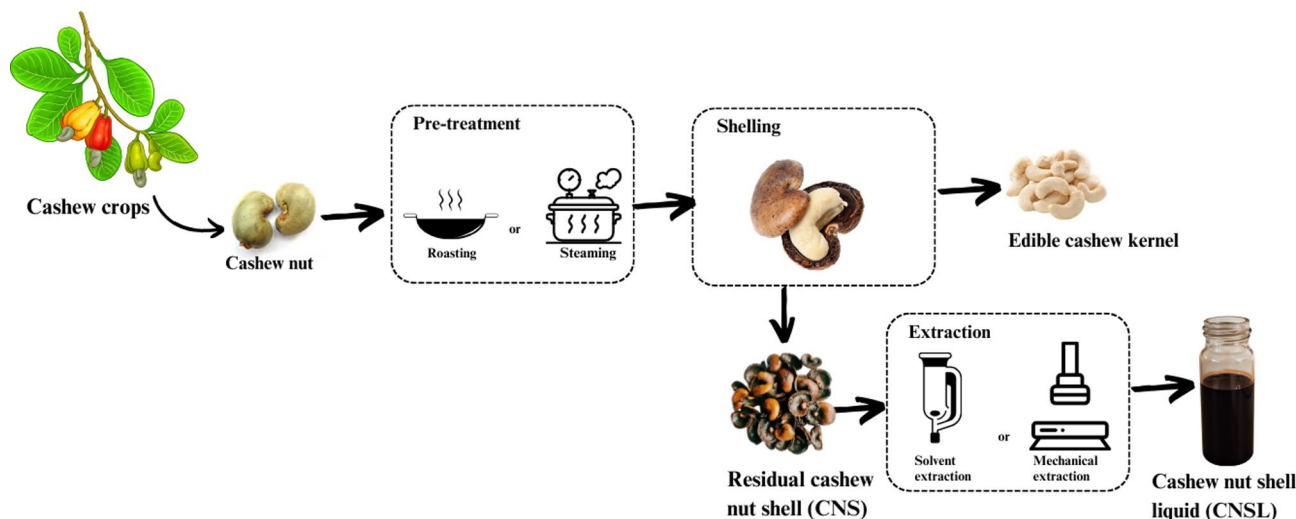 Cashew crops
Cashew nut
Pre-treatment
Roasting
or
Steaming
Shelling
Edible cashew kernel
Residual cashew
nut shell (CNS)
Extraction
Solvent
extraction
or
Mechanical
extraction
Cashew nut shell
liquid (CNSL)